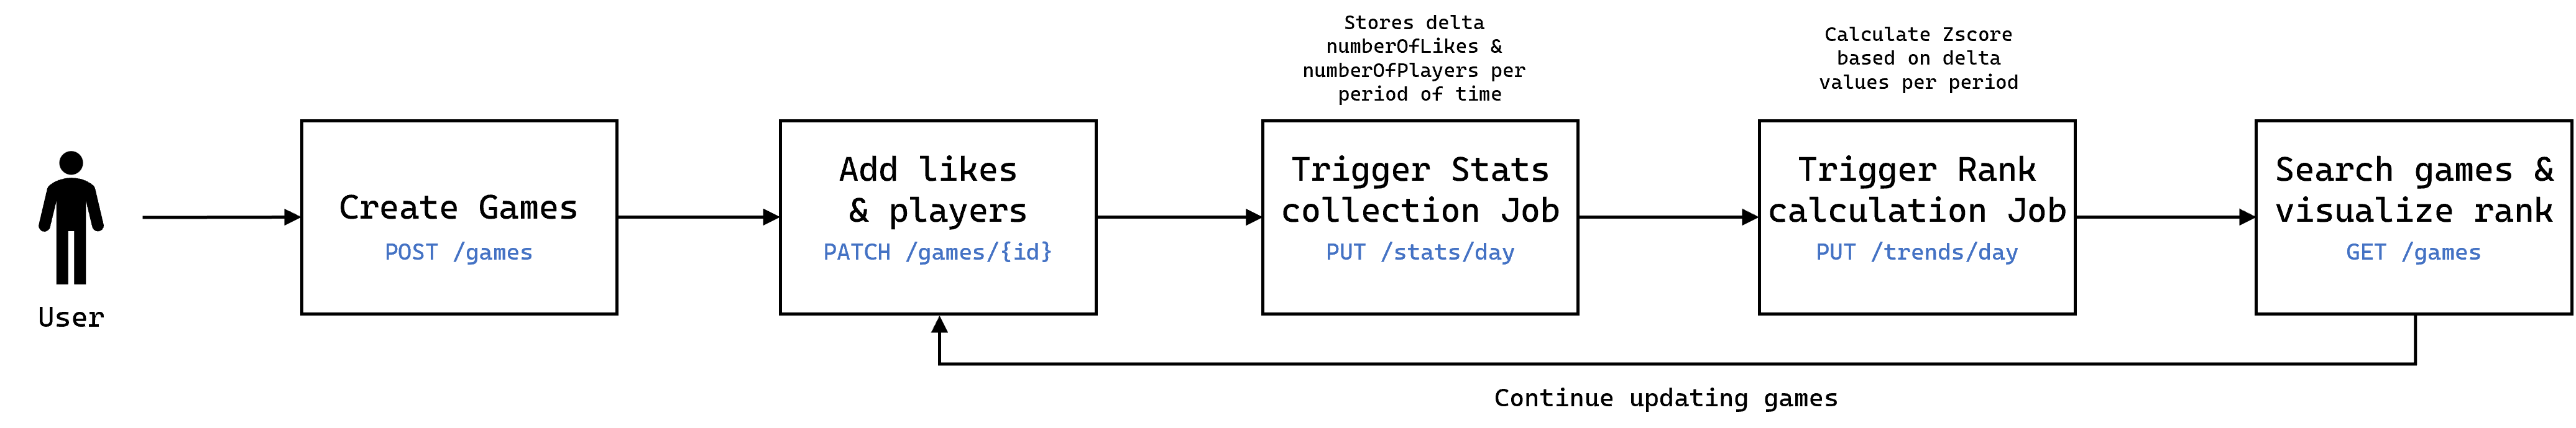 User
Create Games
POST /games
Add likes
& players
PATCH /games/{id}
Stores delta
numberOfLikes &
numberOfPlayers per
period of time
Trigger Stats
collection Job
PUT /stats/day
Calculate Zscore
based on delta
values per period
Trigger Rank
calculation Job
PUT /trends/day
Search games &
visualize rank
GET /games
Continue updating games